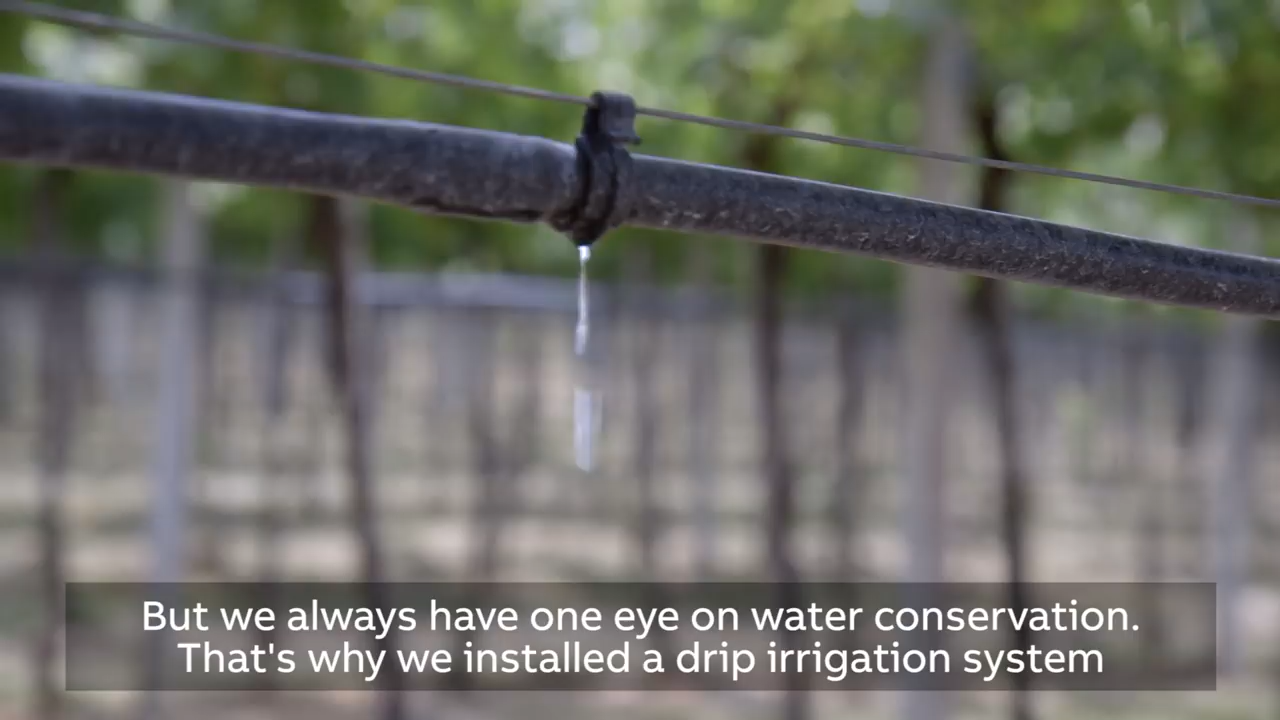 But we always have one eye on water conservation.
That's why we installed a drip irrigation system